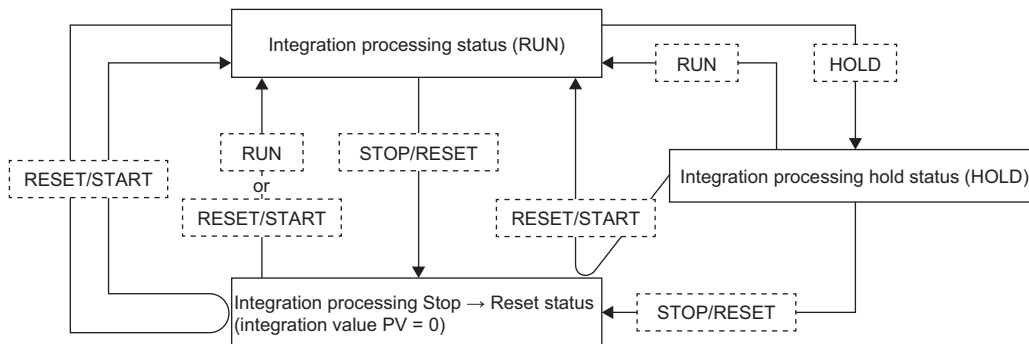 Integration processing status (RUN)
RUN
HOLD
RUN
or
RESET/START
STOP/RESET
RESET/START
RESET/START
Integration processing hold status (HOLD)
Integration processing Stop → Reset status
(integration value PV = 0)
STOP/RESET